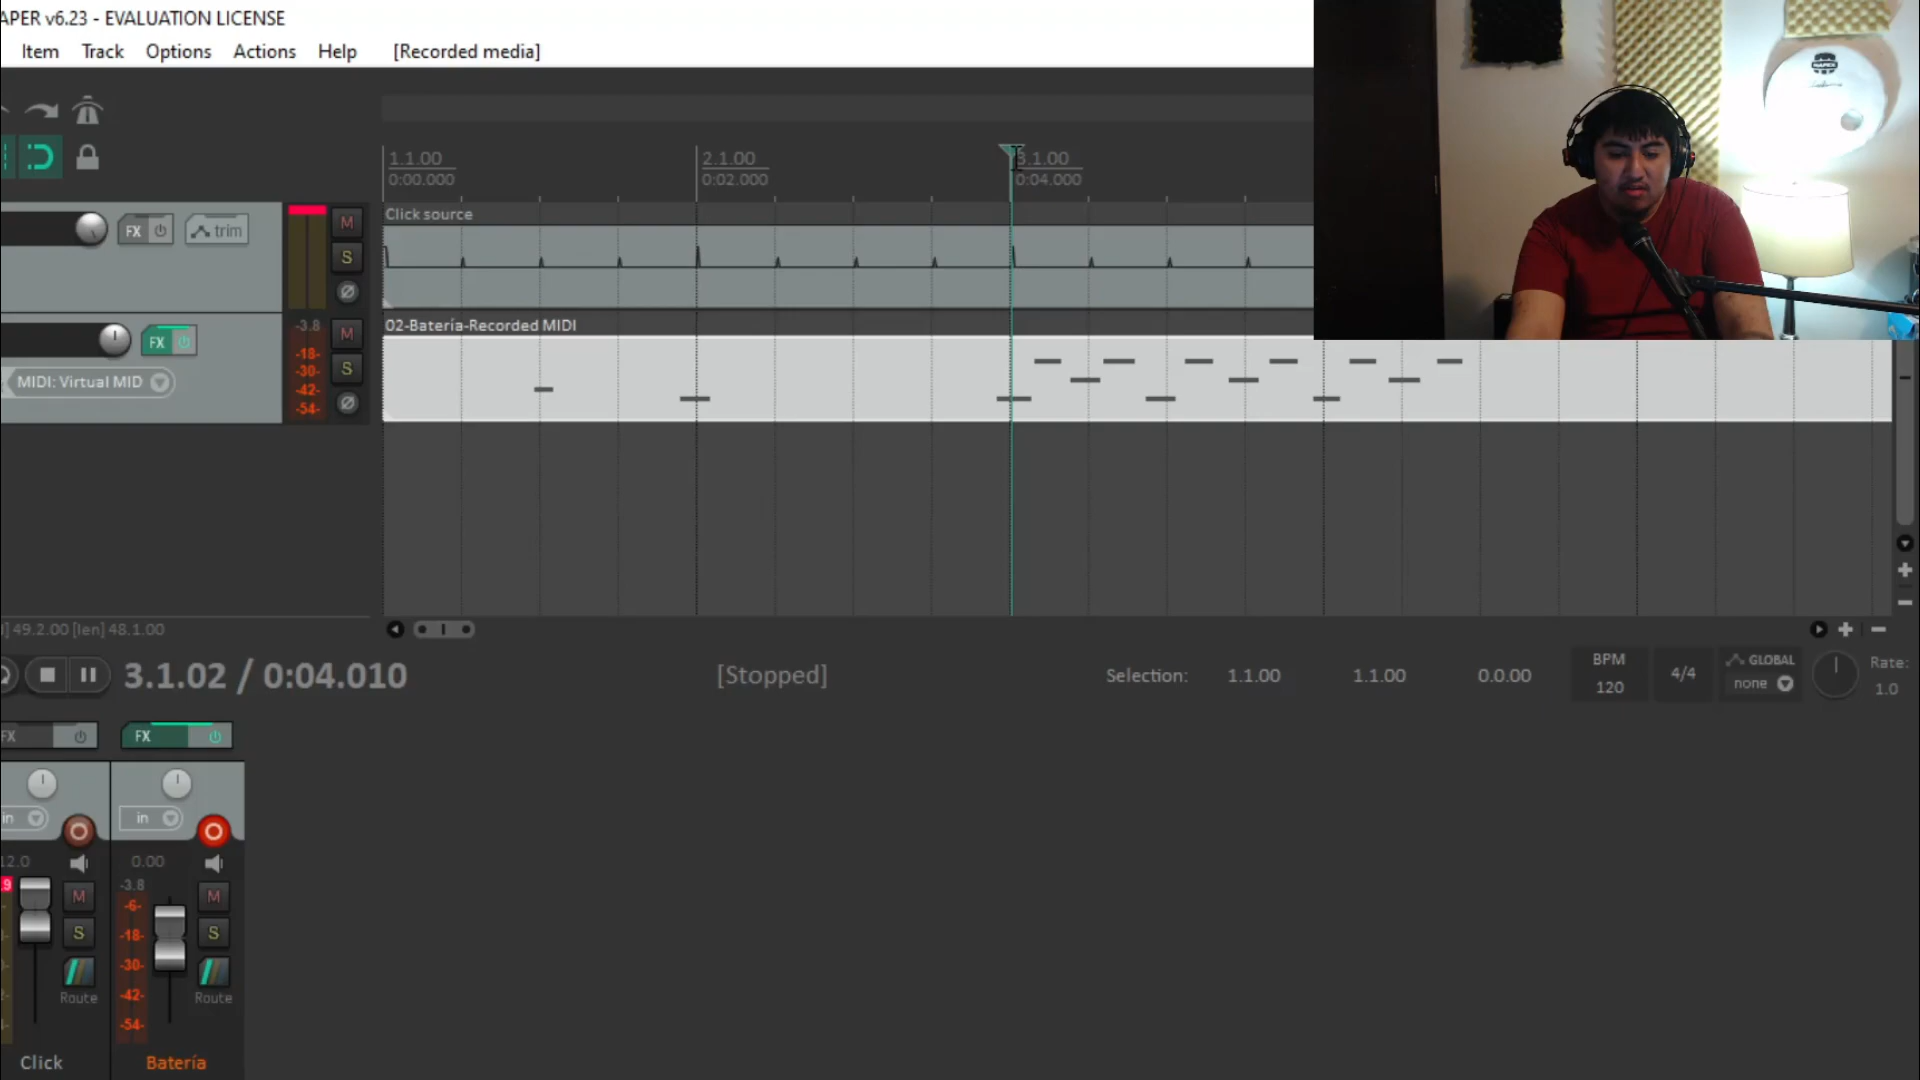 APER v6.23 - EVALUATION LICENSE
Item Track Options Actions Help [Recorded media]
1.1.00 2.1.00 3.1.00
0:00.000 0:02.000 0:04.000
Click source
FX trim M
S
02-Batería-Recorded MIDI
FX -3.8 M
-18- S
-30-
MIDI: Virtual MID -42-
-54-
] 49.2.00 [len] 48.1.00
3.1.02 / 0:04.010 [Stopped] Selection: 1.1.00 1.1.00 0.0.00
BPM
120
4/4
GLOBAL
none
Rate:
1.0
FX FX
in in
12.0 0.00
.9 -3.8
M -6- M
S -18- S
-30-
Route -42- Route
-54-
Click Batería